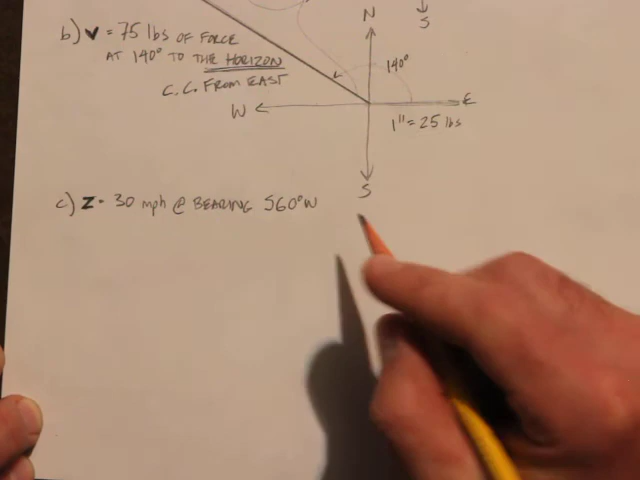 N
S
b) v = 75 lbs OF FORCE
AT 140° TO THE HORIZON
C.C. FROM EAST
140°
W
E
1" = 25 lbs
S
c) z = 30 mph @ BEARING S60°W